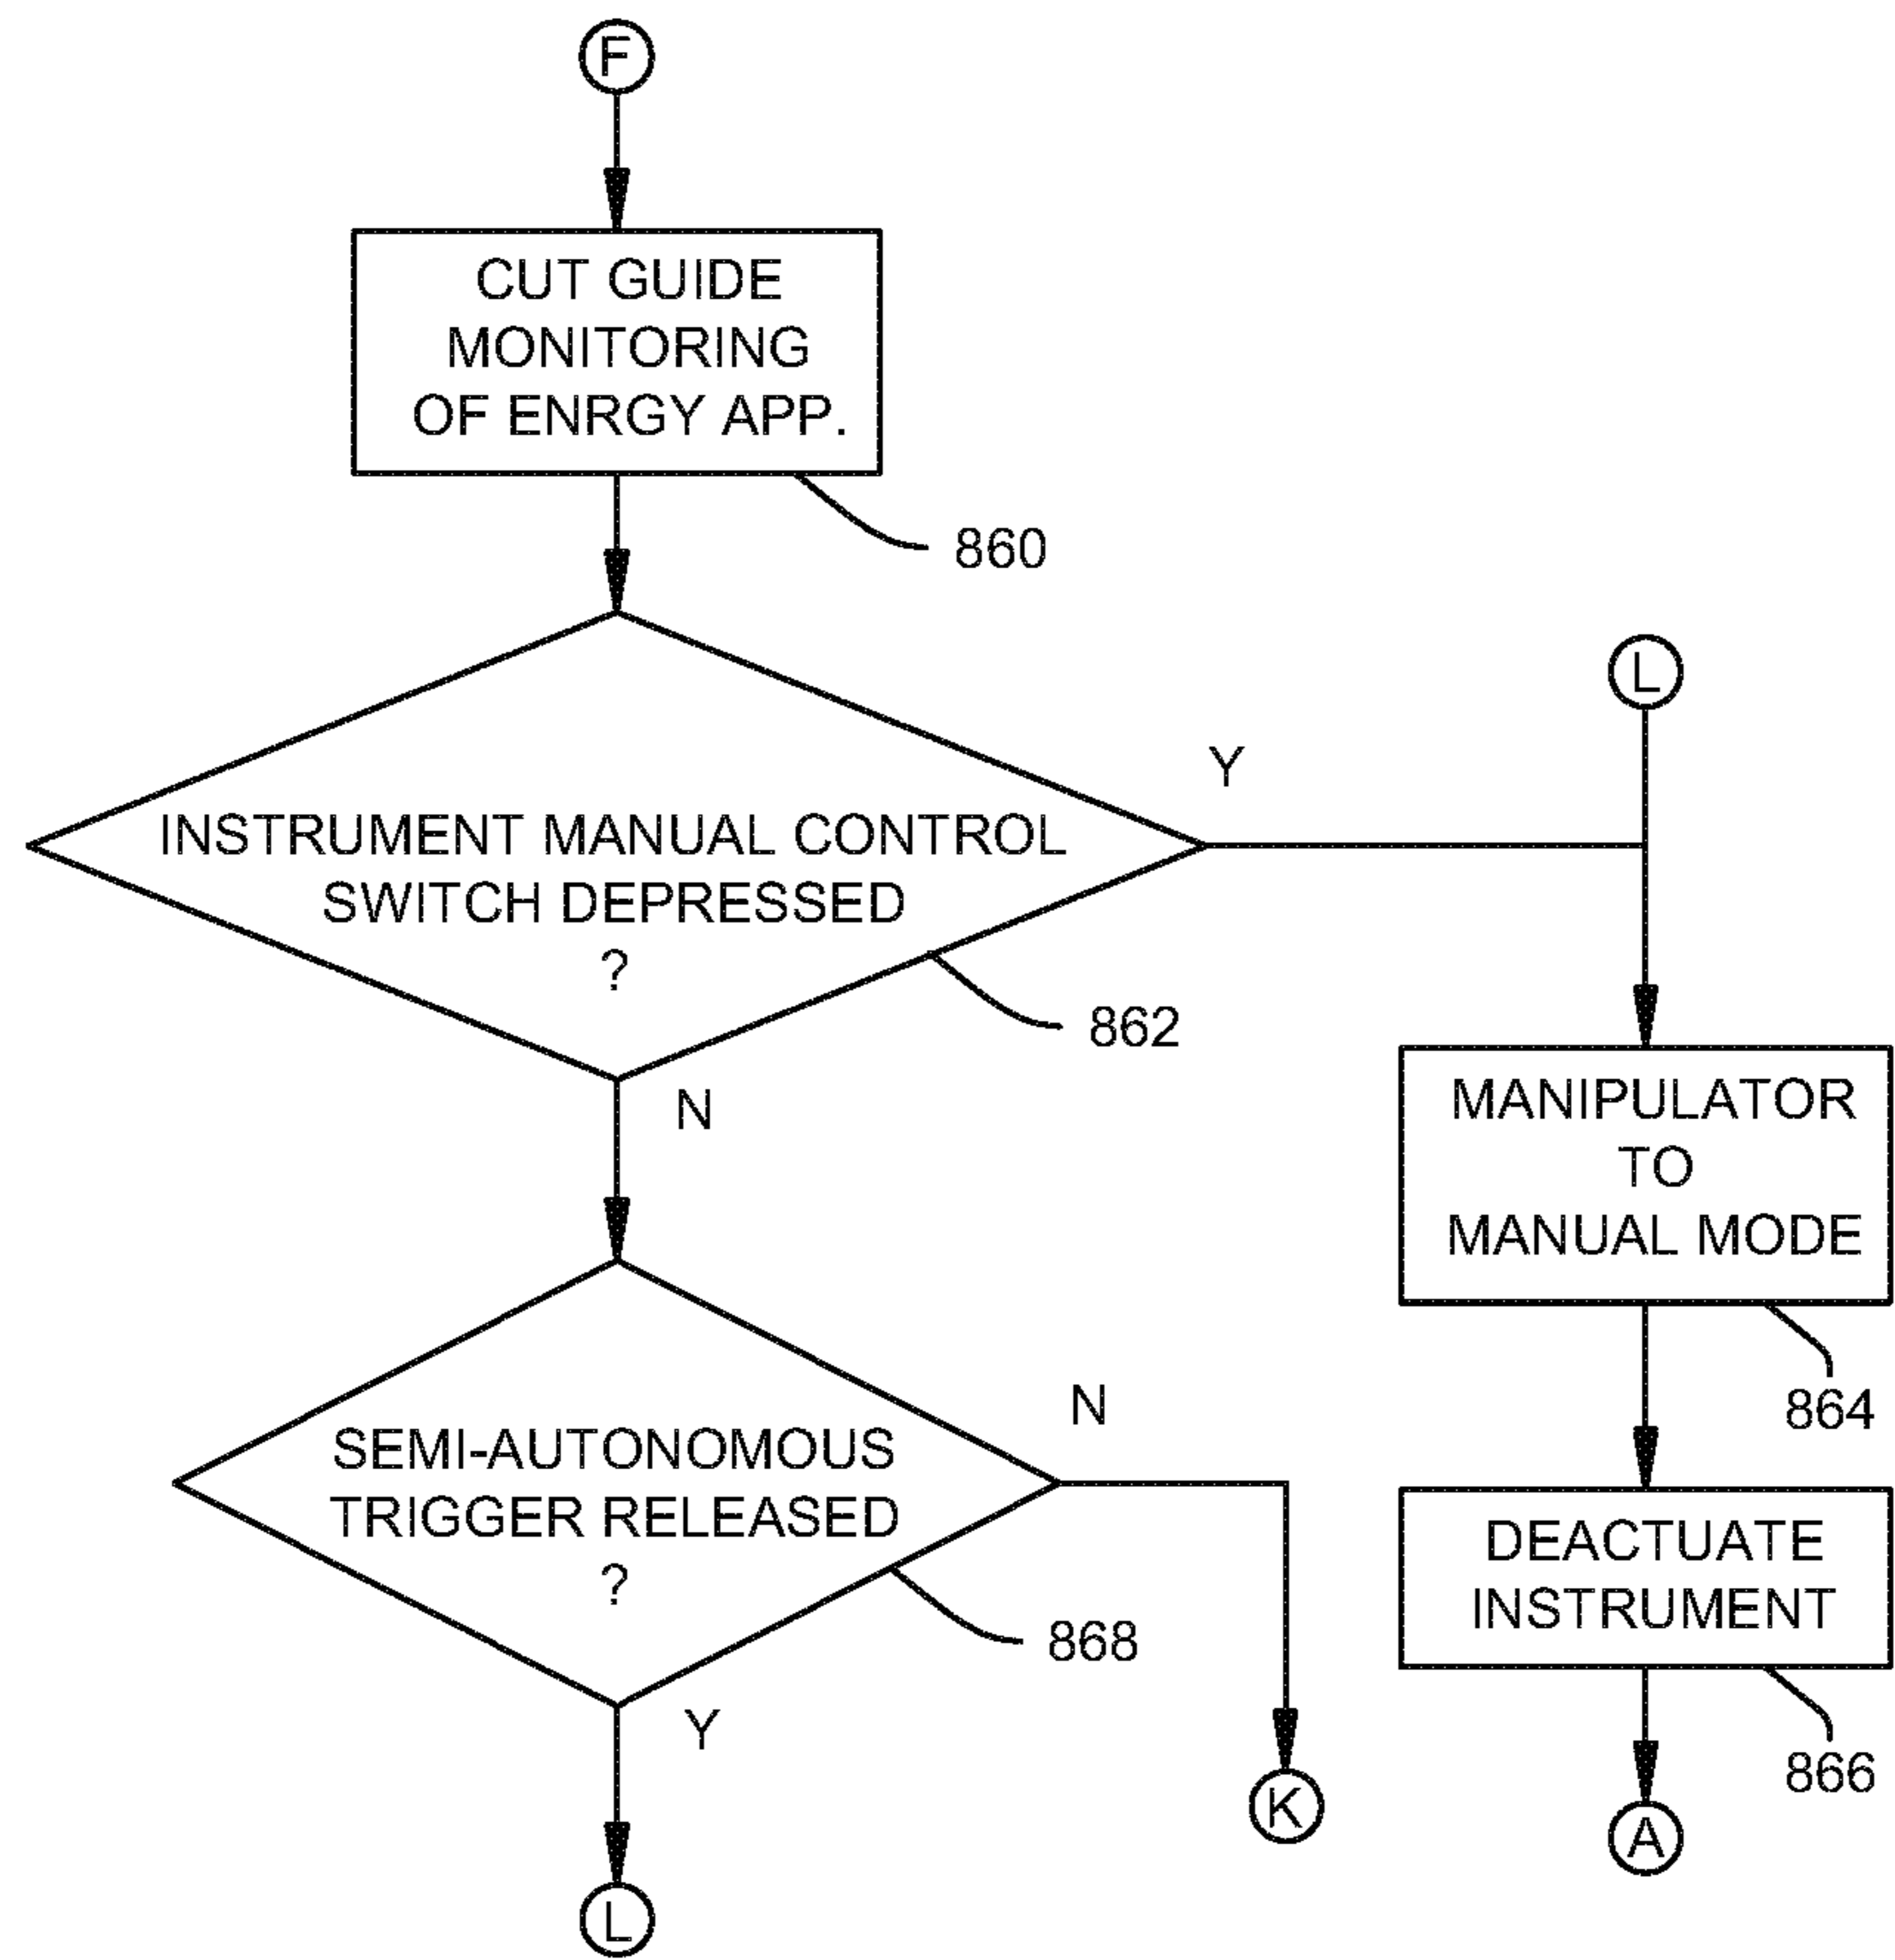 F
CUT GUIDE
MONITORING
OF ENRGY APP.
860
INSTRUMENT MANUAL CONTROL
SWITCH DEPRESSED
?
862
Y
N
L
MANIPULATOR
TO
MANUAL MODE
864
DEACTUATE
INSTRUMENT
866
A
SEMI-AUTONOMOUS
TRIGGER RELEASED
?
868
N
K
Y
L